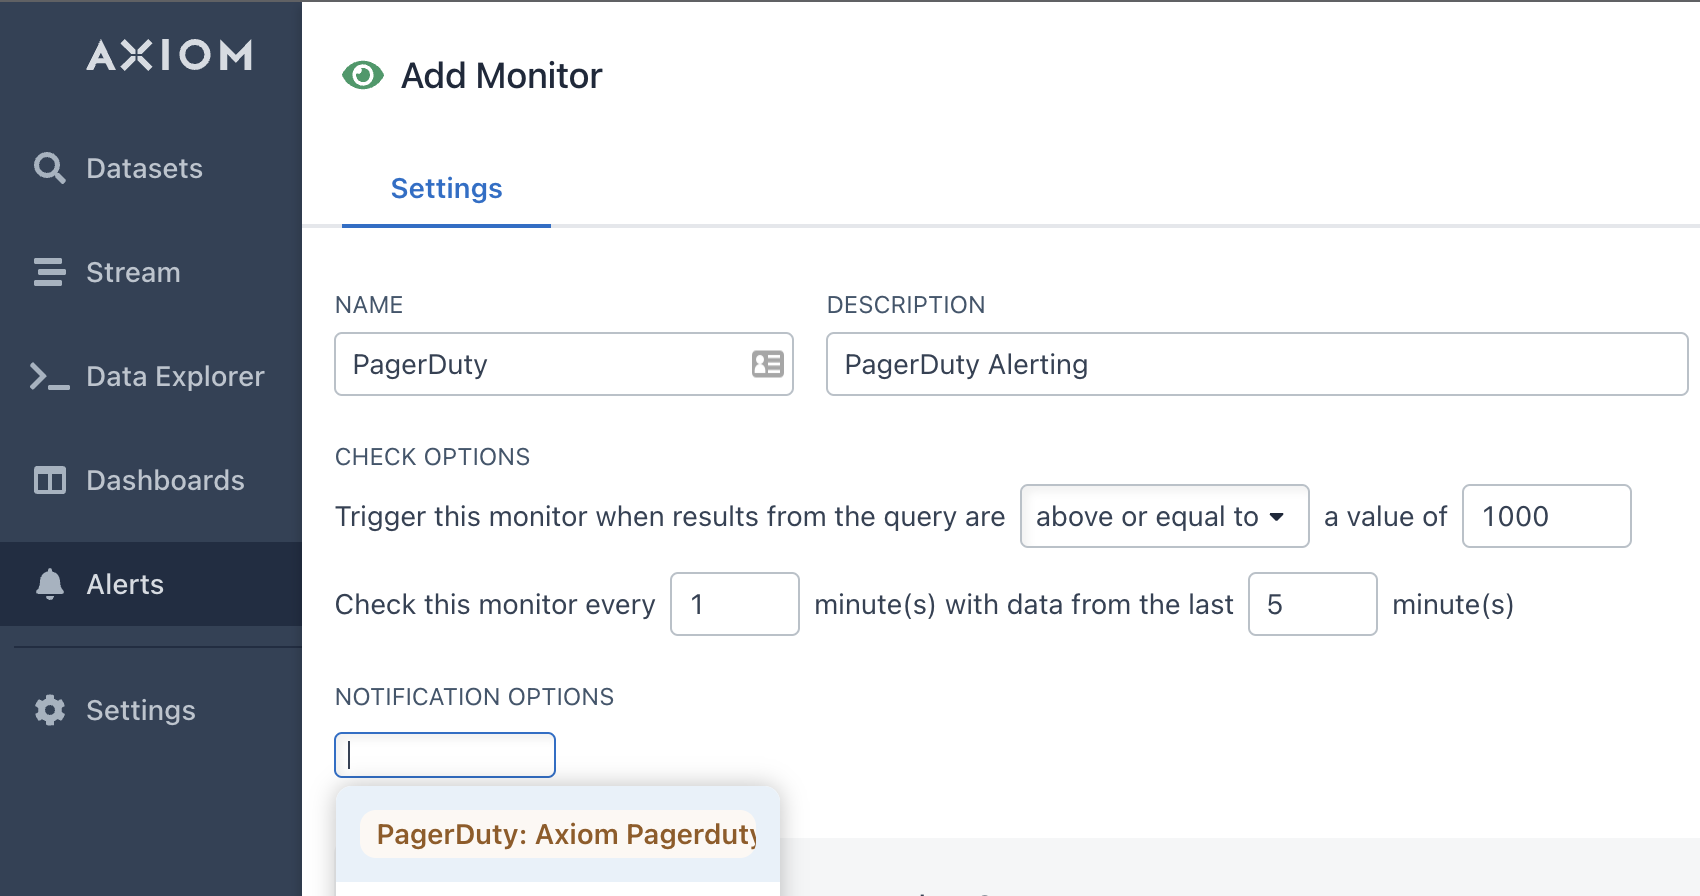 AXIOM
Datasets
Stream
Data Explorer
Dashboards
Alerts
Settings
Add Monitor
Settings
NAME
DESCRIPTION
PagerDuty
PagerDuty Alerting
CHECK OPTIONS
Trigger this monitor when results from the query are above or equal to a value of 1000
Check this monitor every 1 minute(s) with data from the last 5 minute(s)
NOTIFICATION OPTIONS
PagerDuty: Axiom Pagerduty